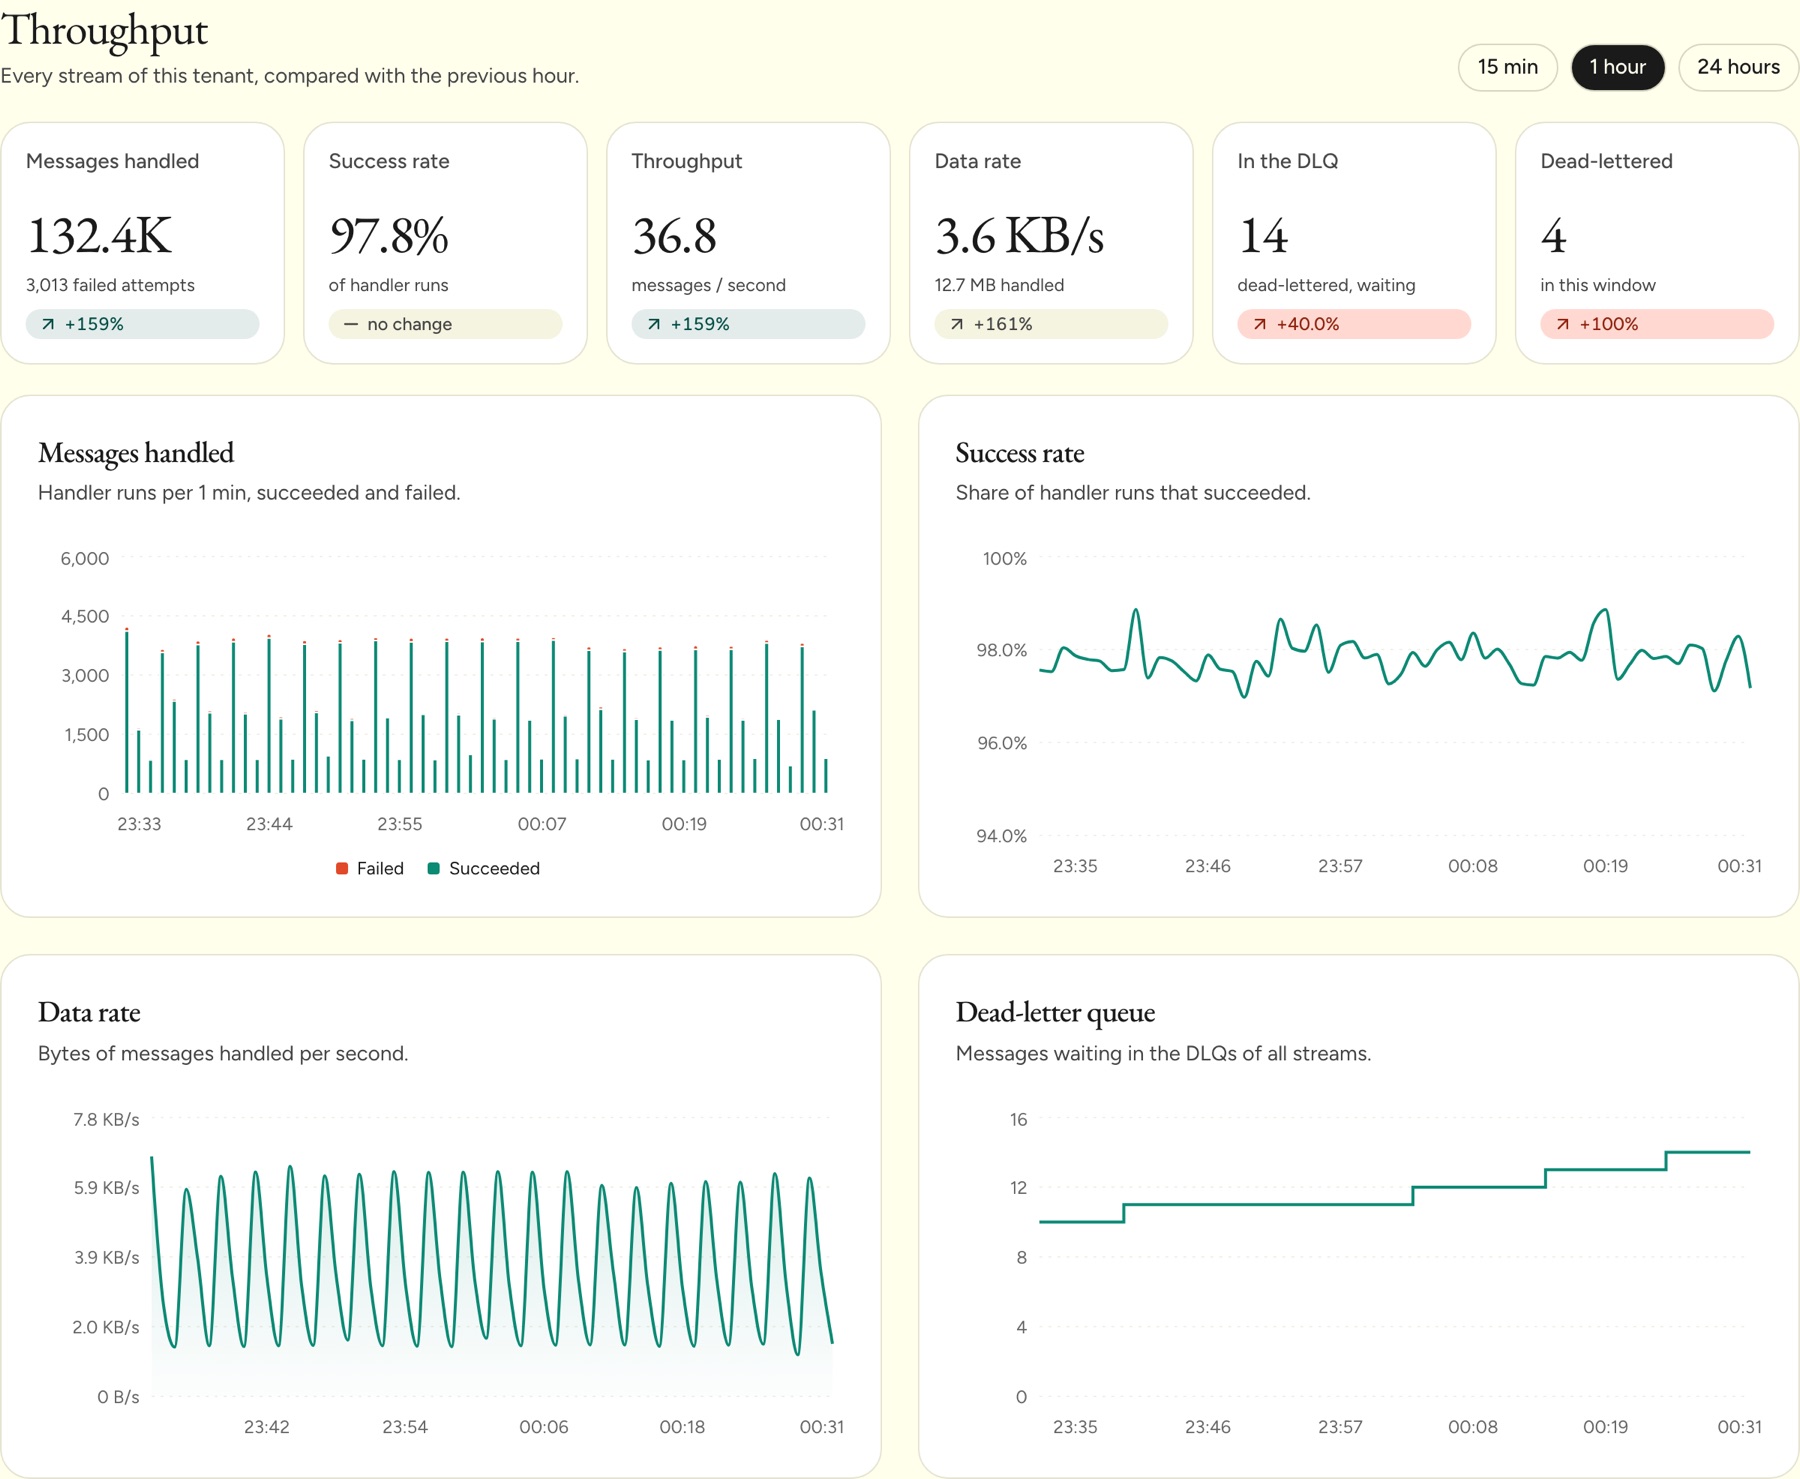 Throughput
Every stream of this tenant, compared with the previous hour.
15 min
1 hour
24 hours
Messages handled
132.4K
3,013 failed attempts
+159%
Success rate
97.8%
of handler runs
no change
Throughput
36.8
messages / second
+159%
Data rate
3.6 KB/s
12.7 MB handled
+161%
In the DLQ
14
dead-lettered, waiting
+40.0%
Dead-lettered
4
in this window
+100%
Messages handled
Handler runs per 1 min, succeeded and failed.
6,000
4,500
3,000
1,500
0
23:33
23:44
23:55
00:07
00:19
00:31
Failed
Succeeded
Success rate
Share of handler runs that succeeded.
100%
98.0%
96.0%
94.0%
23:35
23:46
23:57
00:08
00:19
00:31
Data rate
Bytes of messages handled per second.
7.8 KB/s
5.9 KB/s
3.9 KB/s
2.0 KB/s
0 B/s
23:42
23:54
00:06
00:18
00:31
Dead-letter queue
Messages waiting in the DLQs of all streams.
16
12
8
4
0
23:35
23:46
23:57
00:08
00:19
00:31